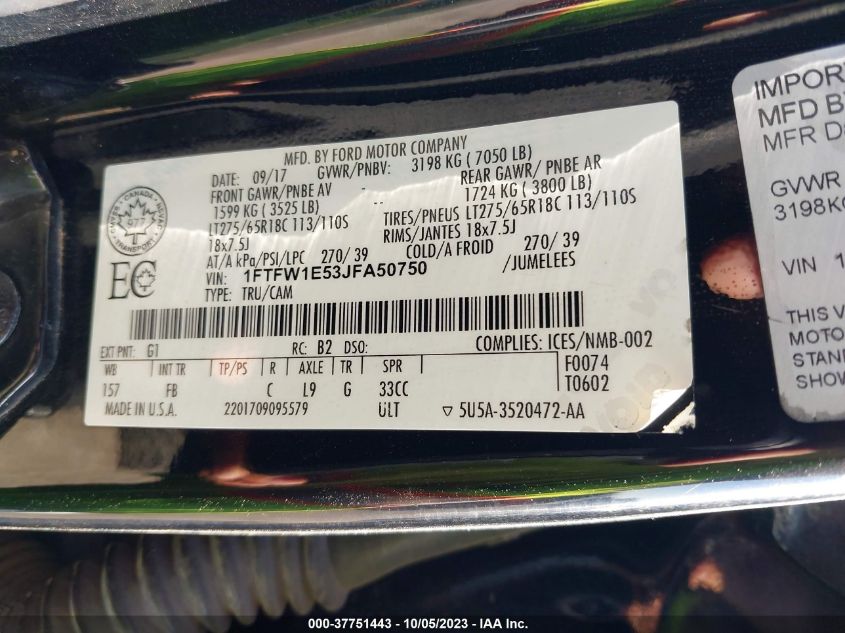 MFD. BY FORD MOTOR COMPANY
DATE: 09/17 GVWR/PNBV: 3198 KG ( 7050 LB)
FRONT GAWR/PNBE AV - REAR GAWR/ PNBE AR
1599 KG ( 3525 LB) - 1724 KG ( 3800 LB)
LT275/65R18C 113/110S TIRES/PNEUS LT275/65R18C 113/110S
18x7.5J RIMS/JANTES 18x7.5J
AT/A kPa/PSI/LPC 270/ 39 COLD/A FROID 270/ 39
VIN: 1FTFW1E53JFA50750 /JUMELEES
TYPE: TRU/CAM
CANADA
TRANSPORT
EC
EXT PNT: G1 RC: B2 DSO: COMPLIES: ICES/NMB-002
WB INT TR TP/PS R AXLE TR SPR F0074
157 FB C L9 G 33CC T0602
MADE IN U.S.A. 2201709095579 ULT ▽ 5U5A-3520472-AA
IMPOR
MFD B
MFR D
GVWR
3198KG
VIN 1
THIS V
MOTO
STAN
SHOW
000-37751443 - 10/05/2023 - IAA Inc.